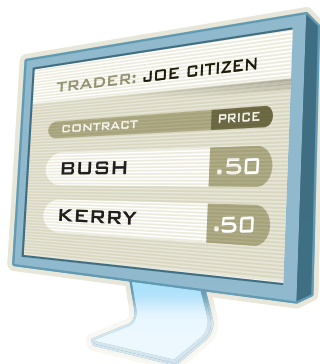 TRADER: JOE CITIZEN
CONTRACT PRICE
BUSH .50
KERRY .50